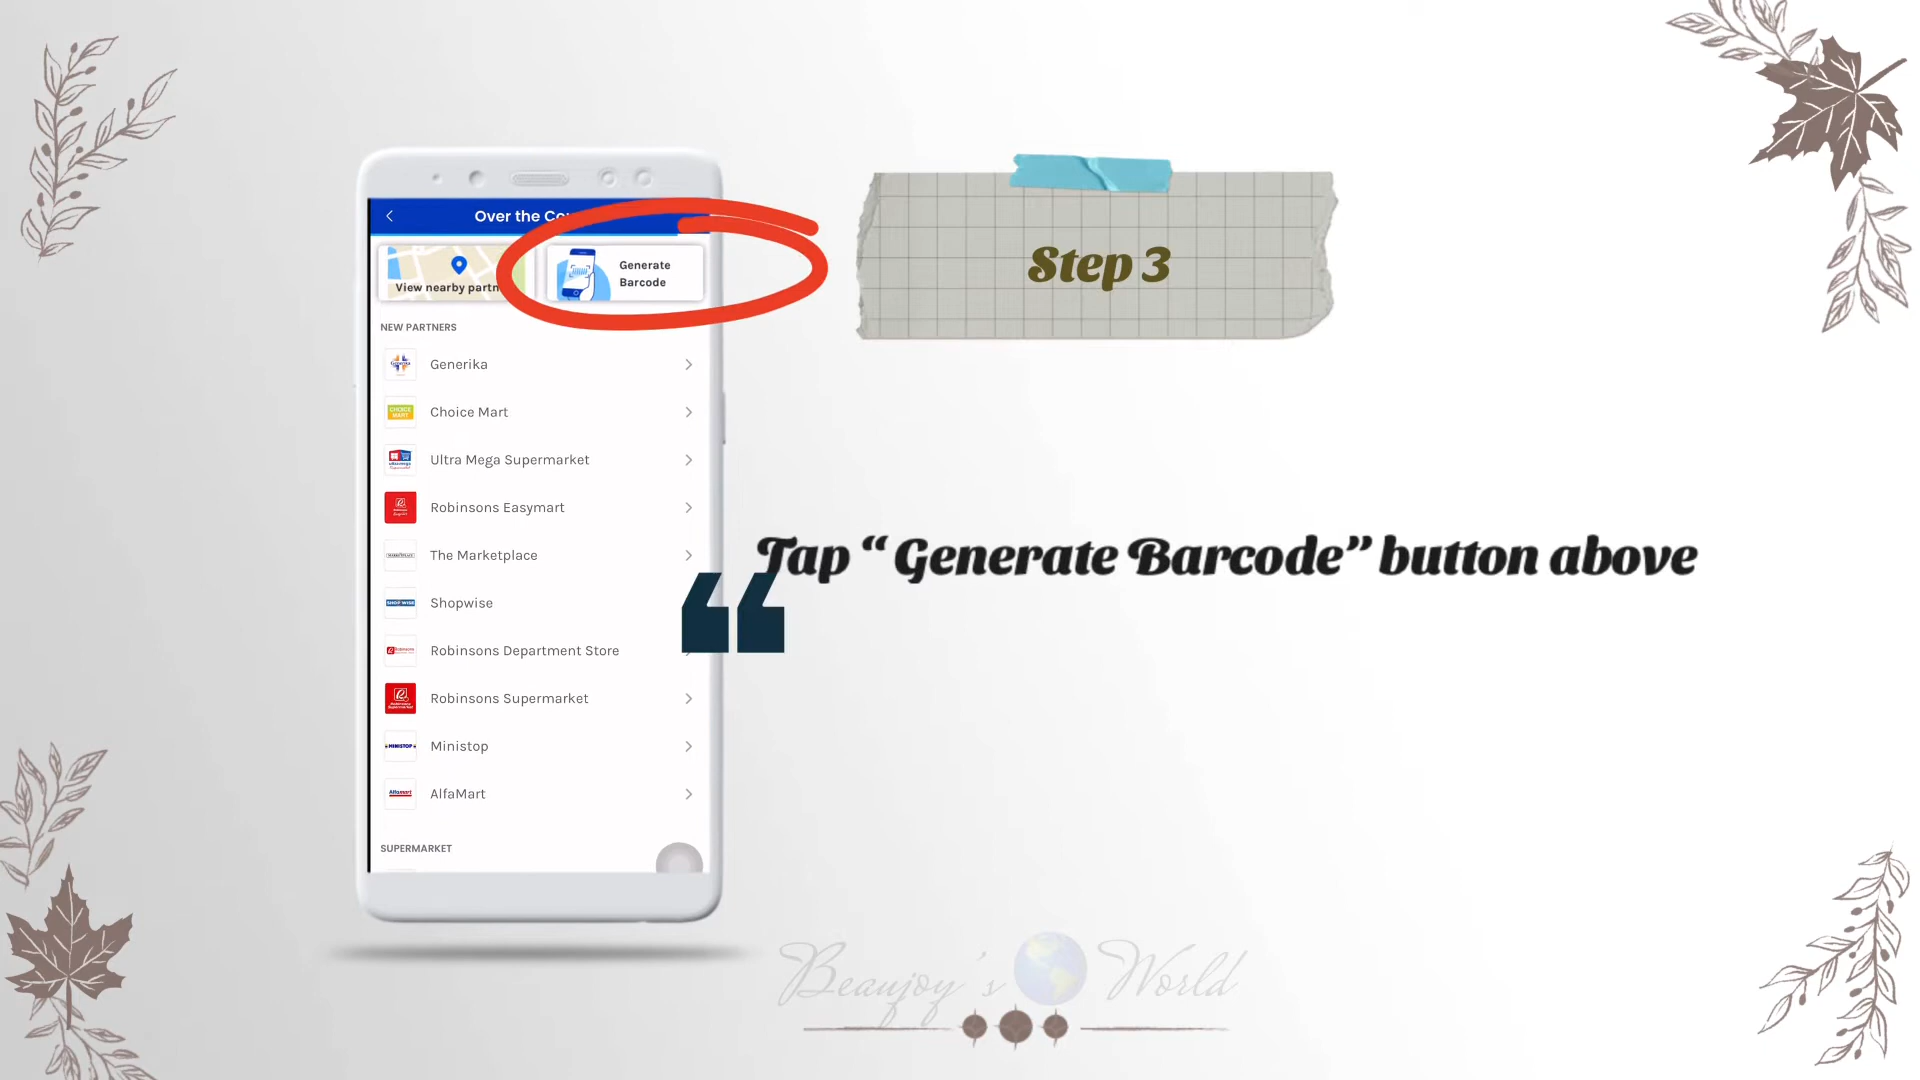 Over the Cou
View nearby partn
Generate
Barcode
NEW PARTNERS
Generika
Choice Mart
Ultra Mega Supermarket
Robinsons Easymart
The Marketplace
Shopwise
Robinsons Department Store
Robinsons Supermarket
Ministop
AlfaMart
SUPERMARKET
Step 3
Tap “ Generate Barcode” button above
“
Beaujoy's World